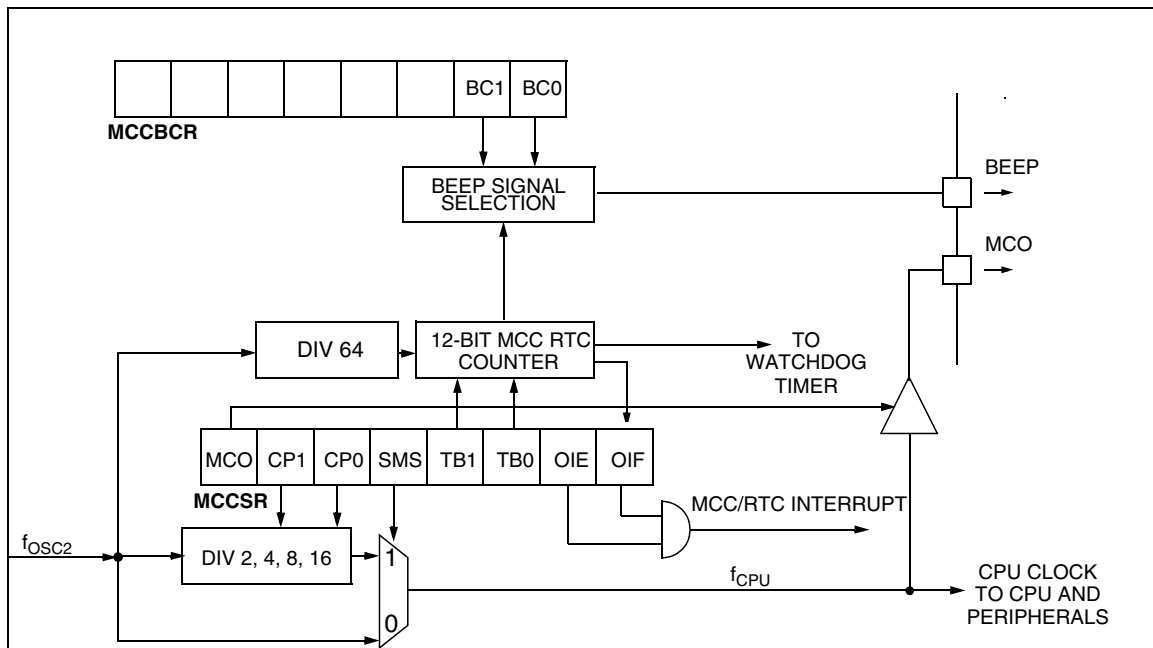 BC1 BC0
MCCBCR
BEEP SIGNAL
SELECTION
BEEP
MCO
DIV 64
12-BIT MCC RTC
COUNTER
TO
WATCHDOG
TIMER
MCO CP1 CP0 SMS TB1 TB0 OIE OIF
MCCSR
MCC/RTC INTERRUPT
fOSC2
DIV 2, 4, 8, 16
1
0
fCPU
CPU CLOCK
TO CPU AND
PERIPHERALS